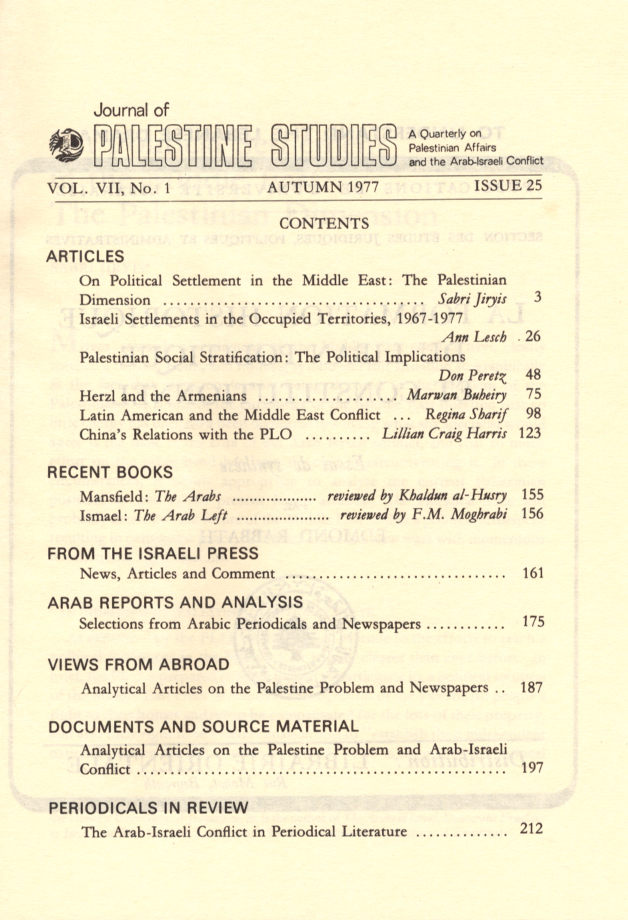 Journal of
PALESTINE STUDIES
A Quarterly on
Palestinian Affairs
and the Arab-Israeli Conflict
VOL. VII, No. 1 AUTUMN 1977 ISSUE 25
CONTENTS
ARTICLES
On Political Settlement in the Middle East: The Palestinian
Dimension ..................................... Sabri Jiryis 3
Israeli Settlements in the Occupied Territories, 1967-1977
Ann Lesch . 26
Palestinian Social Stratification: The Political Implications
Don Peretz 48
Herzl and the Armenians .................... Marwan Buheiry 75
Latin American and the Middle East Conflict ... Regina Sharif 98
China's Relations with the PLO .......... Lillian Craig Harris 123
RECENT BOOKS
Mansfield: The Arabs .................... reviewed by Khaldun al-Husry 155
Ismael: The Arab Left ...................... reviewed by F.M. Moghrabi 156
FROM THE ISRAELI PRESS
News, Articles and Comment ................................ 161
ARAB REPORTS AND ANALYSIS
Selections from Arabic Periodicals and Newspapers ............ 175
VIEWS FROM ABROAD
Analytical Articles on the Palestine Problem and Newspapers .. 187
DOCUMENTS AND SOURCE MATERIAL
Analytical Articles on the Palestine Problem and Arab-Israeli
Conflict ..................................................... 197
PERIODICALS IN REVIEW
The Arab-Israeli Conflict in Periodical Literature .............. 212